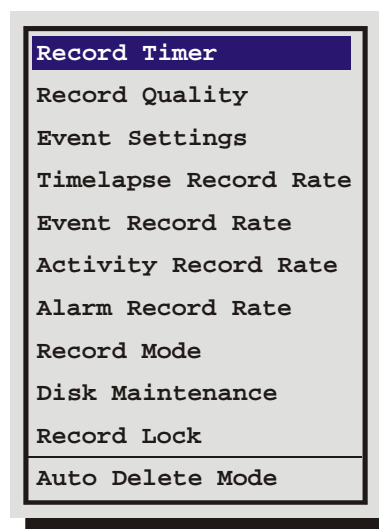 Record Timer
Record Quality
Event Settings
Timelapse Record Rate
Event Record Rate
Activity Record Rate
Alarm Record Rate
Record Mode
Disk Maintenance
Record Lock
Auto Delete Mode